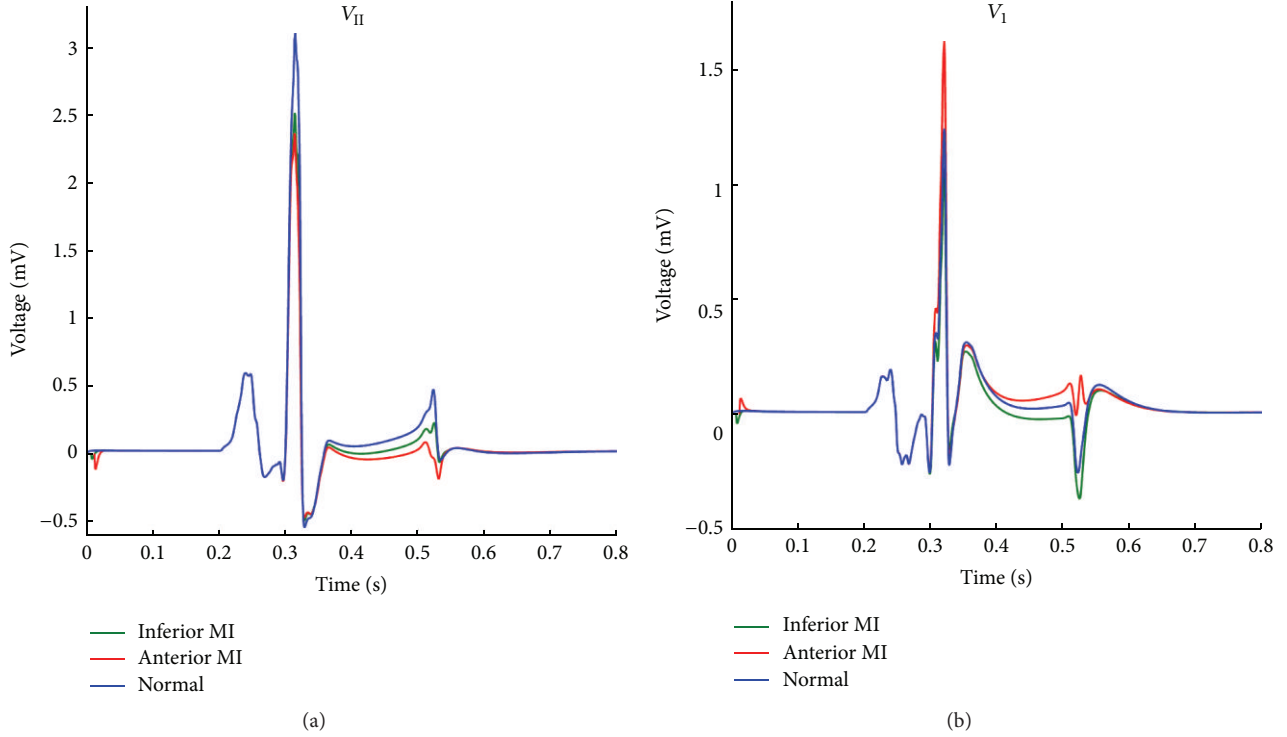 V_II
3
2.5
2
1.5
1
0.5
0
−0.5
Voltage (mV)
0 0.1 0.2 0.3 0.4 0.5 0.6 0.7 0.8
Time (s)
Inferior MI
Anterior MI
Normal
(a)
V_1
1.5
1
0.5
0
−0.5
Voltage (mV)
0 0.1 0.2 0.3 0.4 0.5 0.6 0.7 0.8
Time (s)
Inferior MI
Anterior MI
Normal
(b)